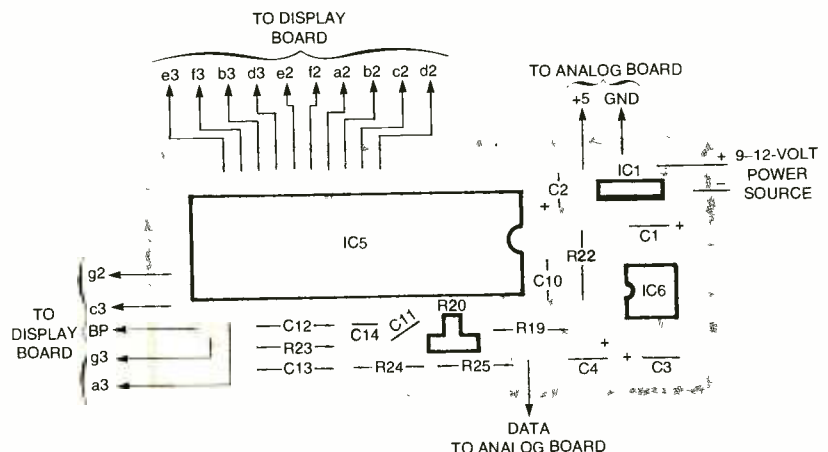 TO DISPLAY
BOARD
e3 f3 b3 d3 e2 f2 a2 b2 c2 d2
TO ANALOG BOARD
+5 GND
IC1
+ 9–12-VOLT
POWER
– SOURCE
C2
+
C1 +
IC5
R22
C10
IC6
g2
c3
TO
DISPLAY
BOARD
BP
g3
a3
R20
C12
C14
C11
R19
R23
C13
R24
R25
+
C4
+
C3
DATA
TO ANALOG BOARD